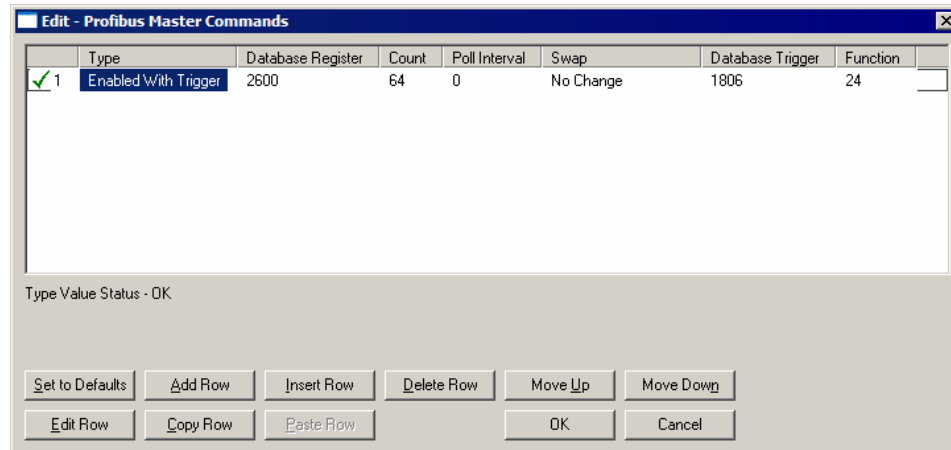 Edit - Profibus Master Commands
Type Database Register Count Poll Interval Swap Database Trigger Function
1 Enabled With Trigger 2600 64 0 No Change 1806 24
Type Value Status - OK
Set to Defaults Add Row Insert Row Delete Row Move Up Move Down
Edit Row Copy Row Paste Row OK Cancel